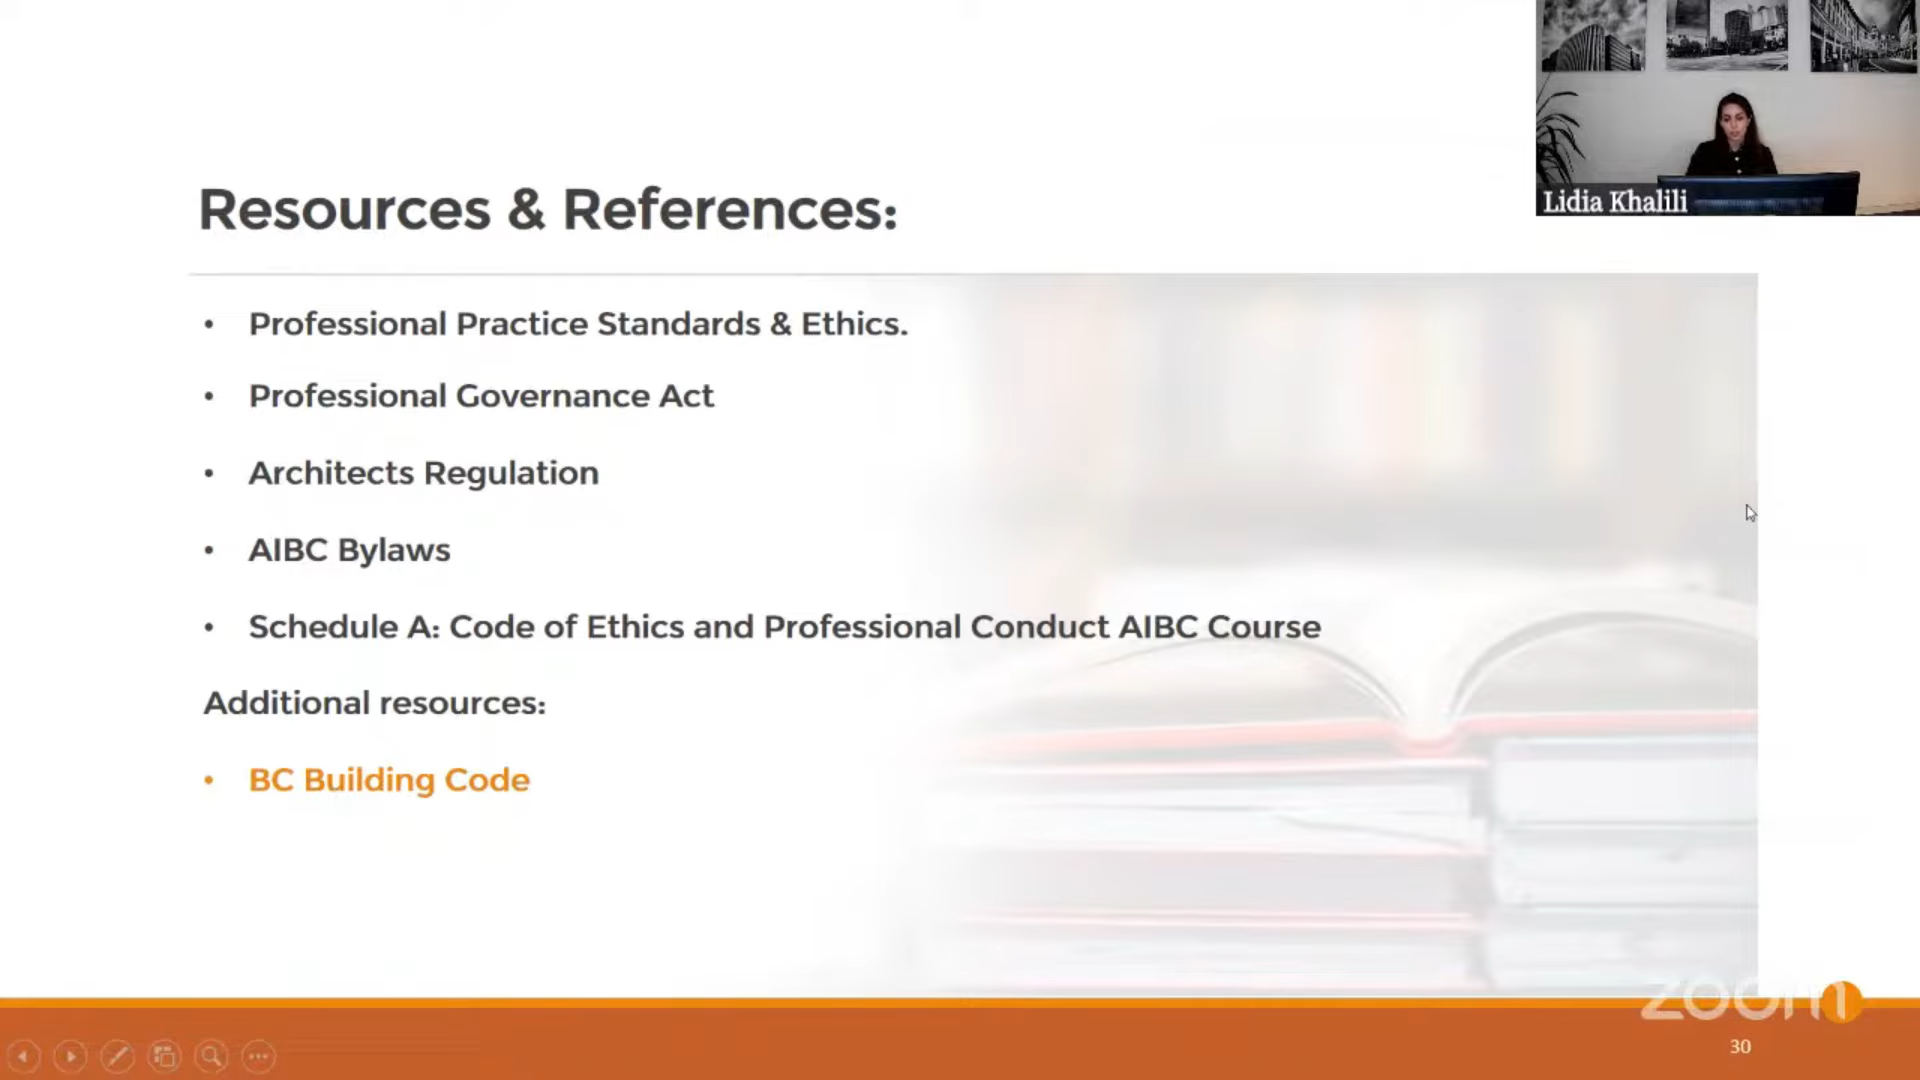 Lidia Khalili
Resources & References:
• Professional Practice Standards & Ethics.
• Professional Governance Act
• Architects Regulation
• AIBC Bylaws
• Schedule A: Code of Ethics and Professional Conduct AIBC Course
Additional resources:
• BC Building Code
zoom
30